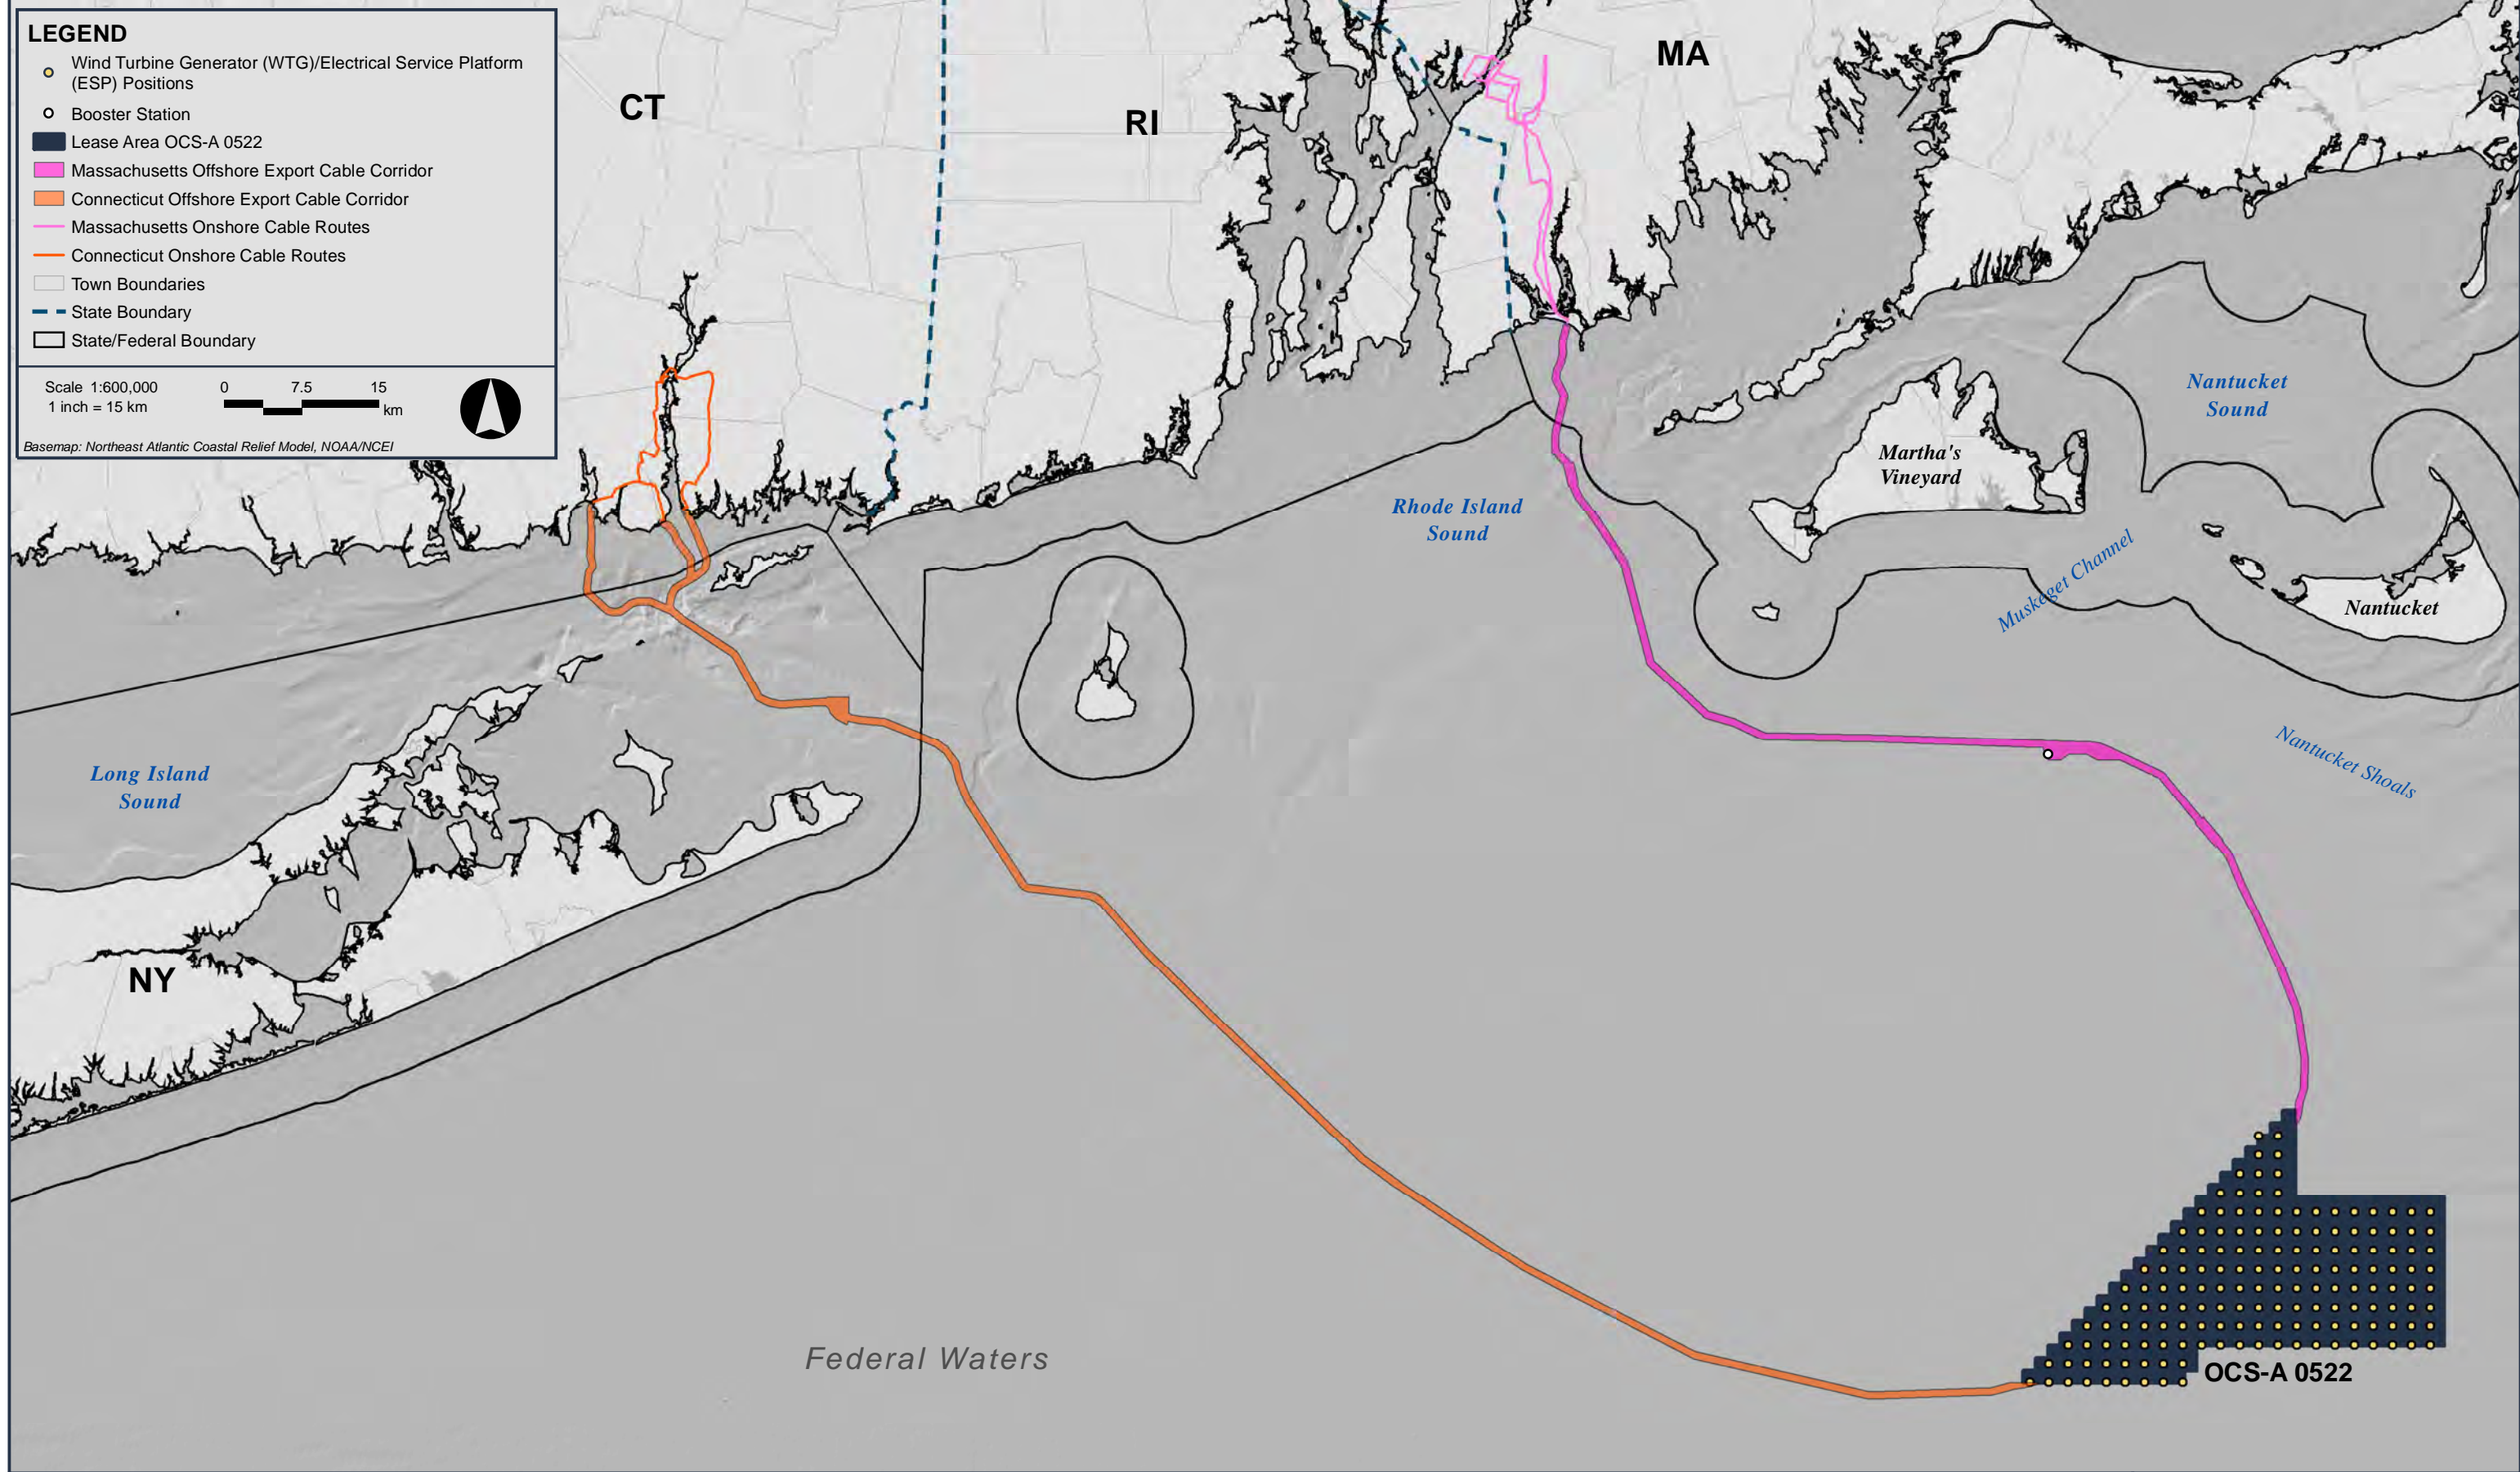 LEGEND
Wind Turbine Generator (WTG)/Electrical Service Platform
(ESP) Positions
Booster Station
Lease Area OCS-A 0522
Massachusetts Offshore Export Cable Corridor
Connecticut Offshore Export Cable Corridor
Massachusetts Onshore Cable Routes
Connecticut Onshore Cable Routes
Town Boundaries
State Boundary
State/Federal Boundary
Scale 1:600,000
1 inch = 15 km
0 7.5 15
km
Basemap: Northeast Atlantic Coastal Relief Model, NOAA/NCEI
CT
RI
MA
Nantucket
Sound
Martha's
Vineyard
Rhode Island
Sound
Muskeget Channel
Nantucket
Nantucket Shoals
Long Island
Sound
NY
Federal Waters
OCS-A 0522